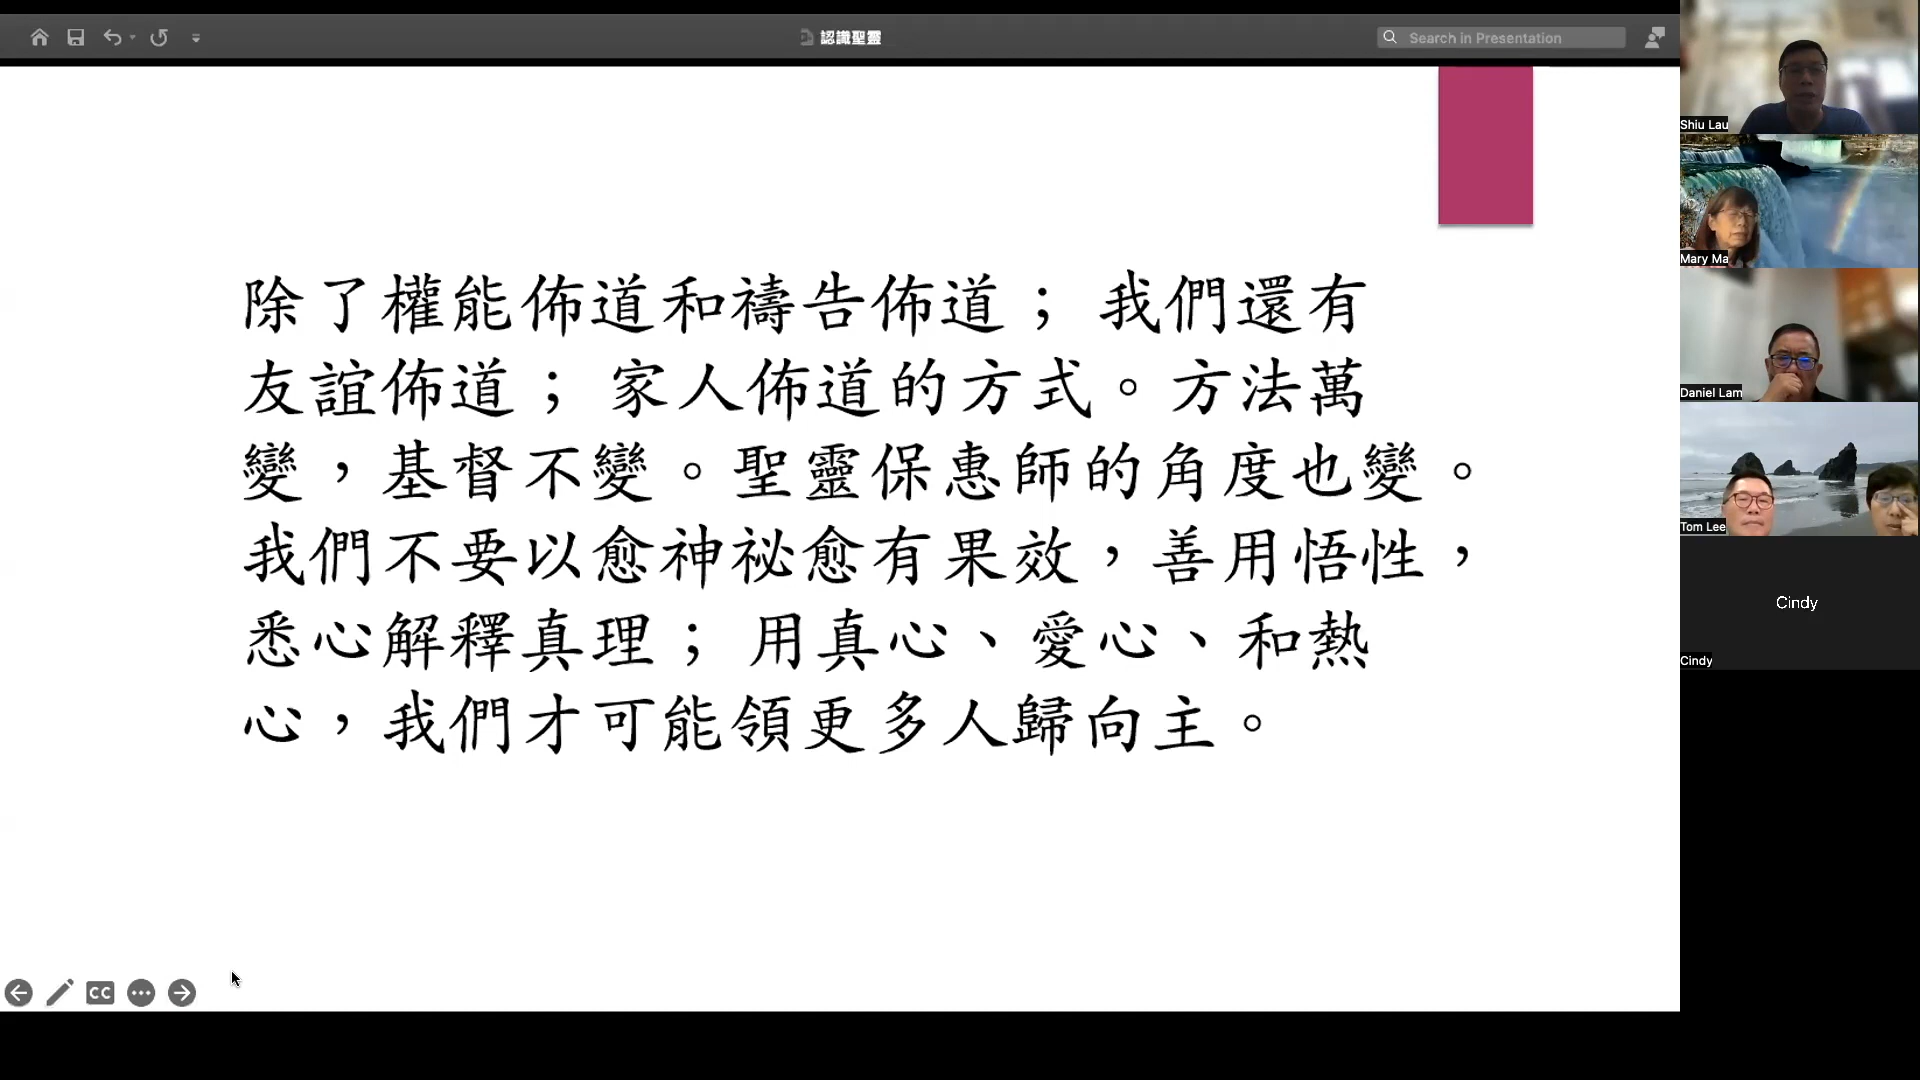 認識聖靈
Search in Presentation
除了權能佈道和禱告佈道； 我們還有
友誼佈道； 家人佈道的方式。方法萬
變，基督不變。聖靈保惠師的角度也變。
我們不要以愈神祕愈有果效，善用悟性，
悉心解釋真理； 用真心、愛心、和熱
心，我們才可能領更多人歸向主。
CC
Shiu Lau
Mary Ma
Daniel Lam
Tom Lee
Cindy
Cindy